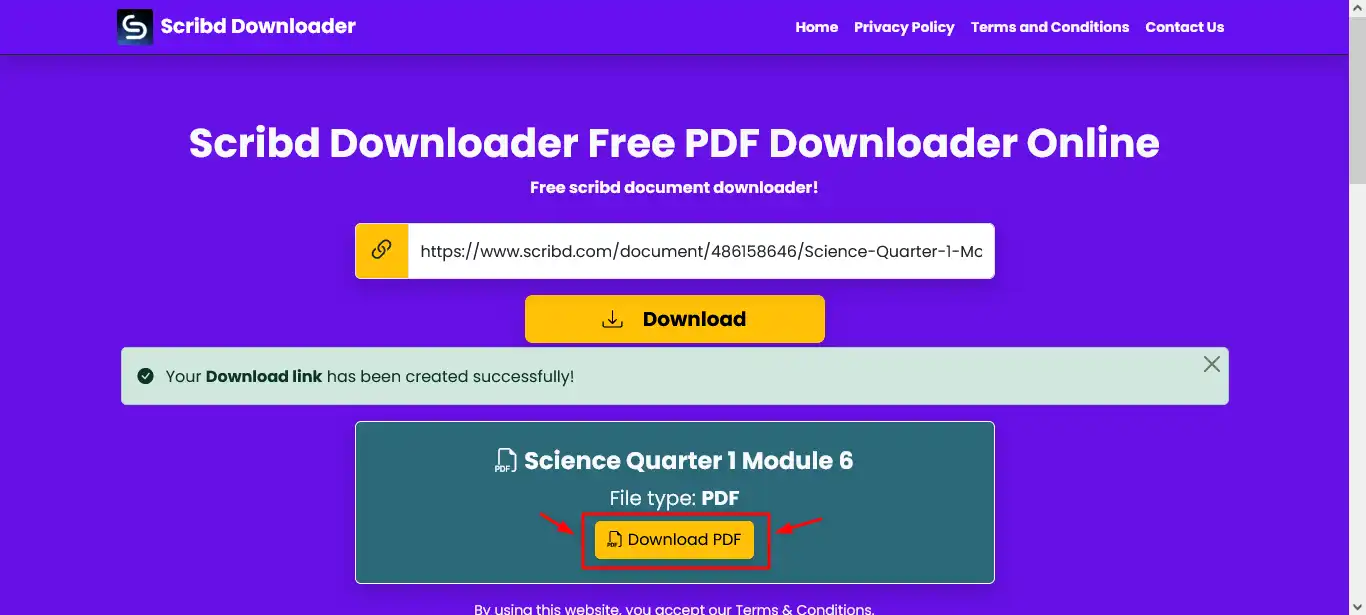 Scribd Downloader
Home Privacy Policy Terms and Conditions Contact Us
Scribd Downloader Free PDF Downloader Online
Free scribd document downloader!
https://www.scribd.com/document/486158646/Science-Quarter-1-Mo
Download
Your Download link has been created successfully!
PDF Science Quarter 1 Module 6
File type: PDF
PDF Download PDF
By using this website, you accept our Terms & Conditions.